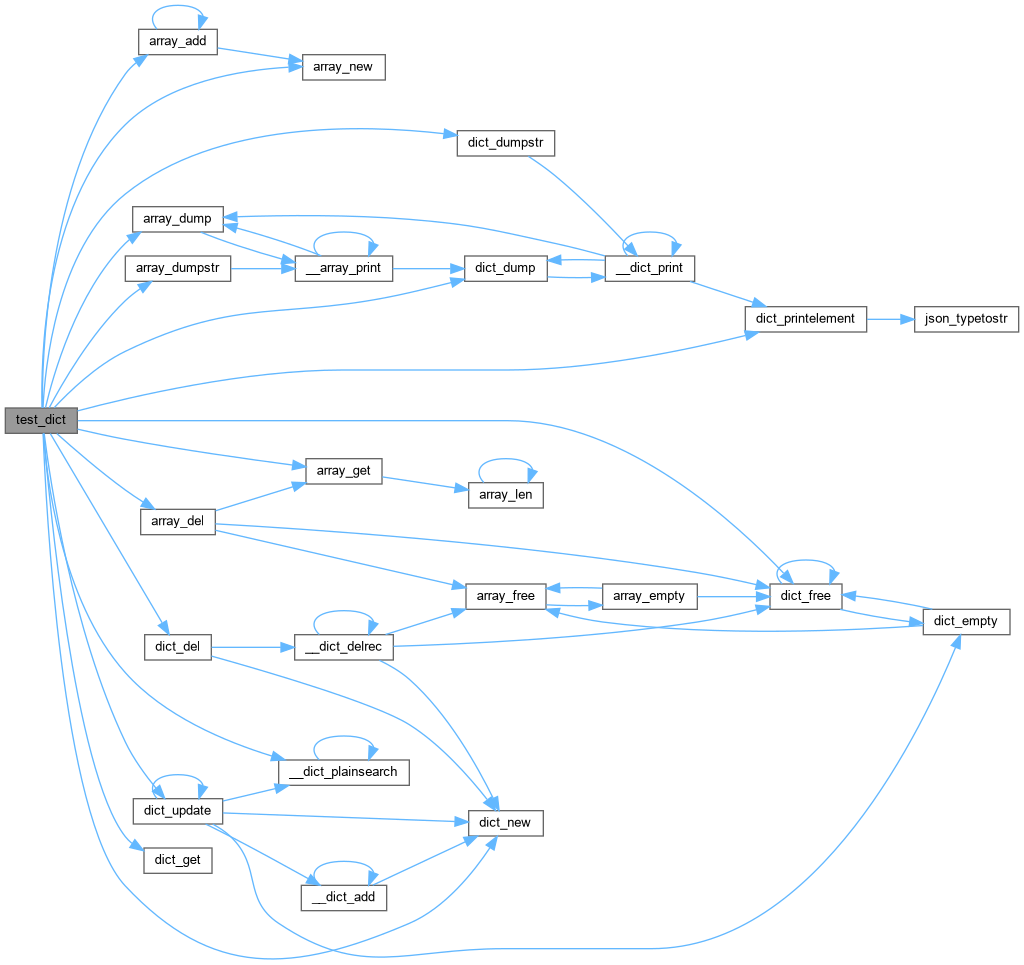 array_add
array_new
dict_dumpstr
array_dump
array_dumpstr
__array_print
dict_dump
__dict_print
dict_printelement
json_typetostr
test_dict
array_get
array_len
array_del
array_free
array_empty
dict_free
dict_empty
dict_del
__dict_delrec
__dict_plainsearch
dict_update
dict_new
dict_get
__dict_add